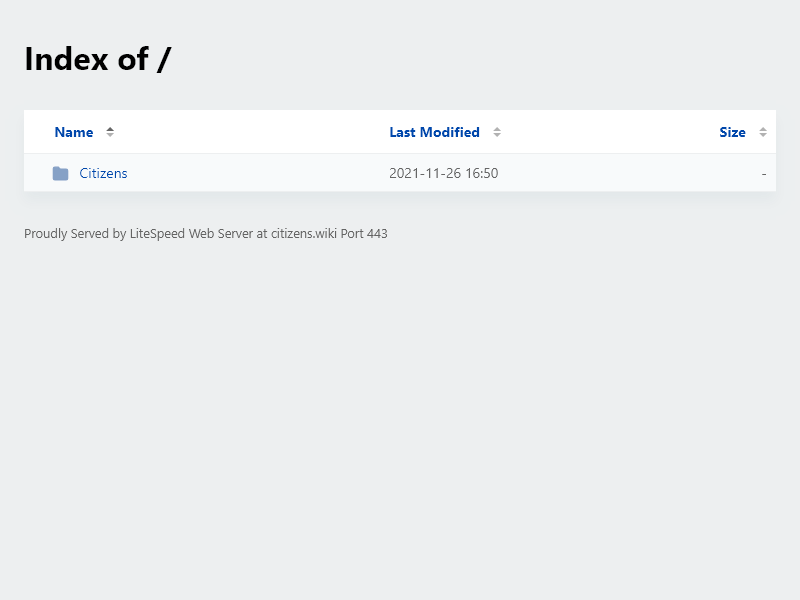 Index of /
Name Last Modified Size
Citizens 2021-11-26 16:50 -
Proudly Served by LiteSpeed Web Server at citizens.wiki Port 443